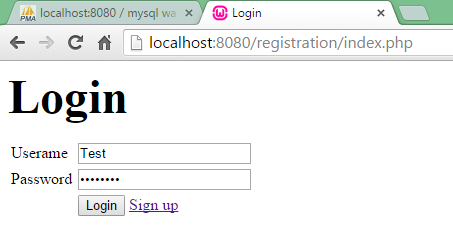 localhost:8080 / mysql wa
Login
localhost:8080/registration/index.php
Login
Userame Test
Password ••••••••
Login Sign up